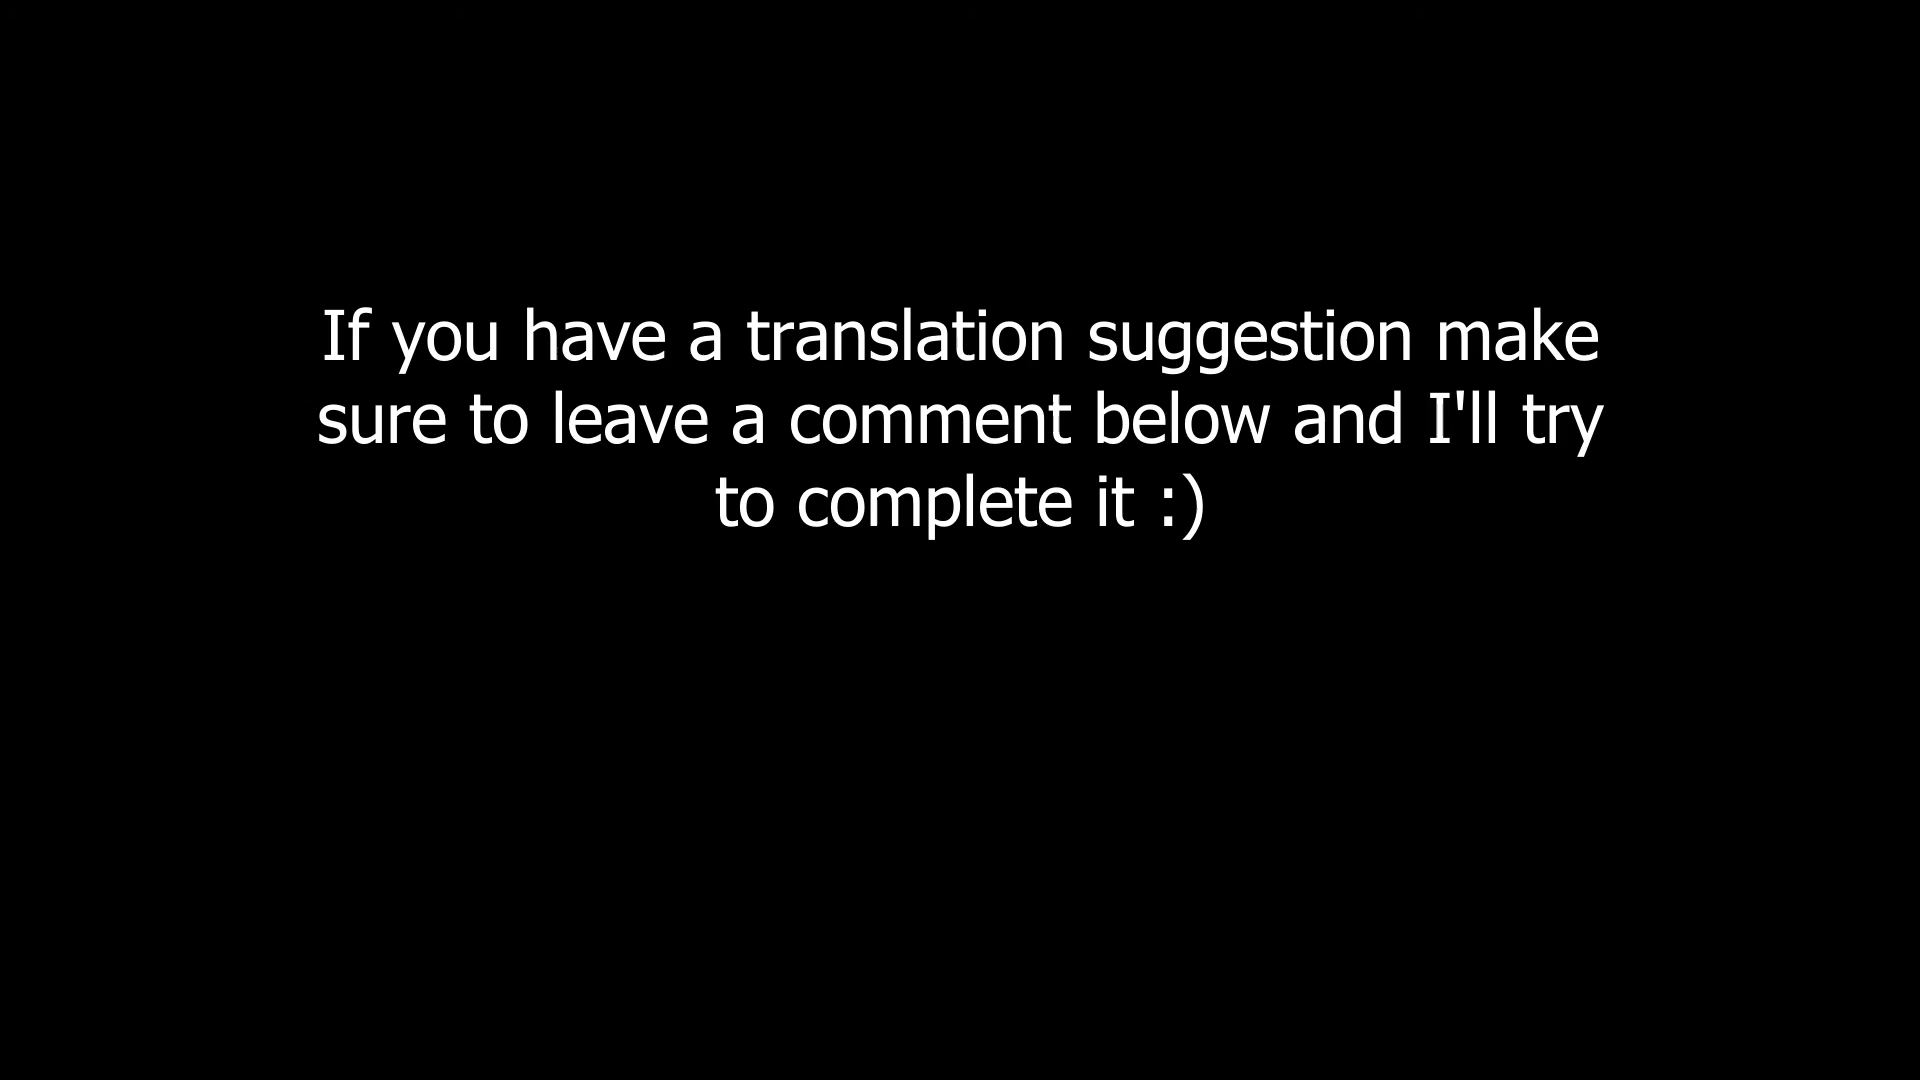 If you have a translation suggestion make
sure to leave a comment below and I'll try
to complete it :)